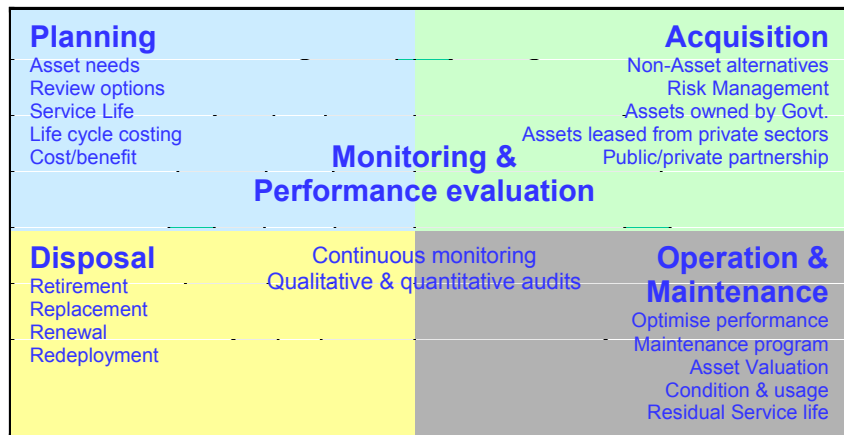 Planning
Asset needs
Review options
Service Life
Life cycle costing
Cost/benefit
Acquisition
Non-Asset alternatives
Risk Management
Assets owned by Govt.
Assets leased from private sectors
Public/private partnership
Monitoring &
Performance evaluation
Continuous monitoring
Qualitative & quantitative audits
Disposal
Retirement
Replacement
Renewal
Redeployment
Operation &
Maintenance
Optimise performance
Maintenance program
Asset Valuation
Condition & usage
Residual Service life